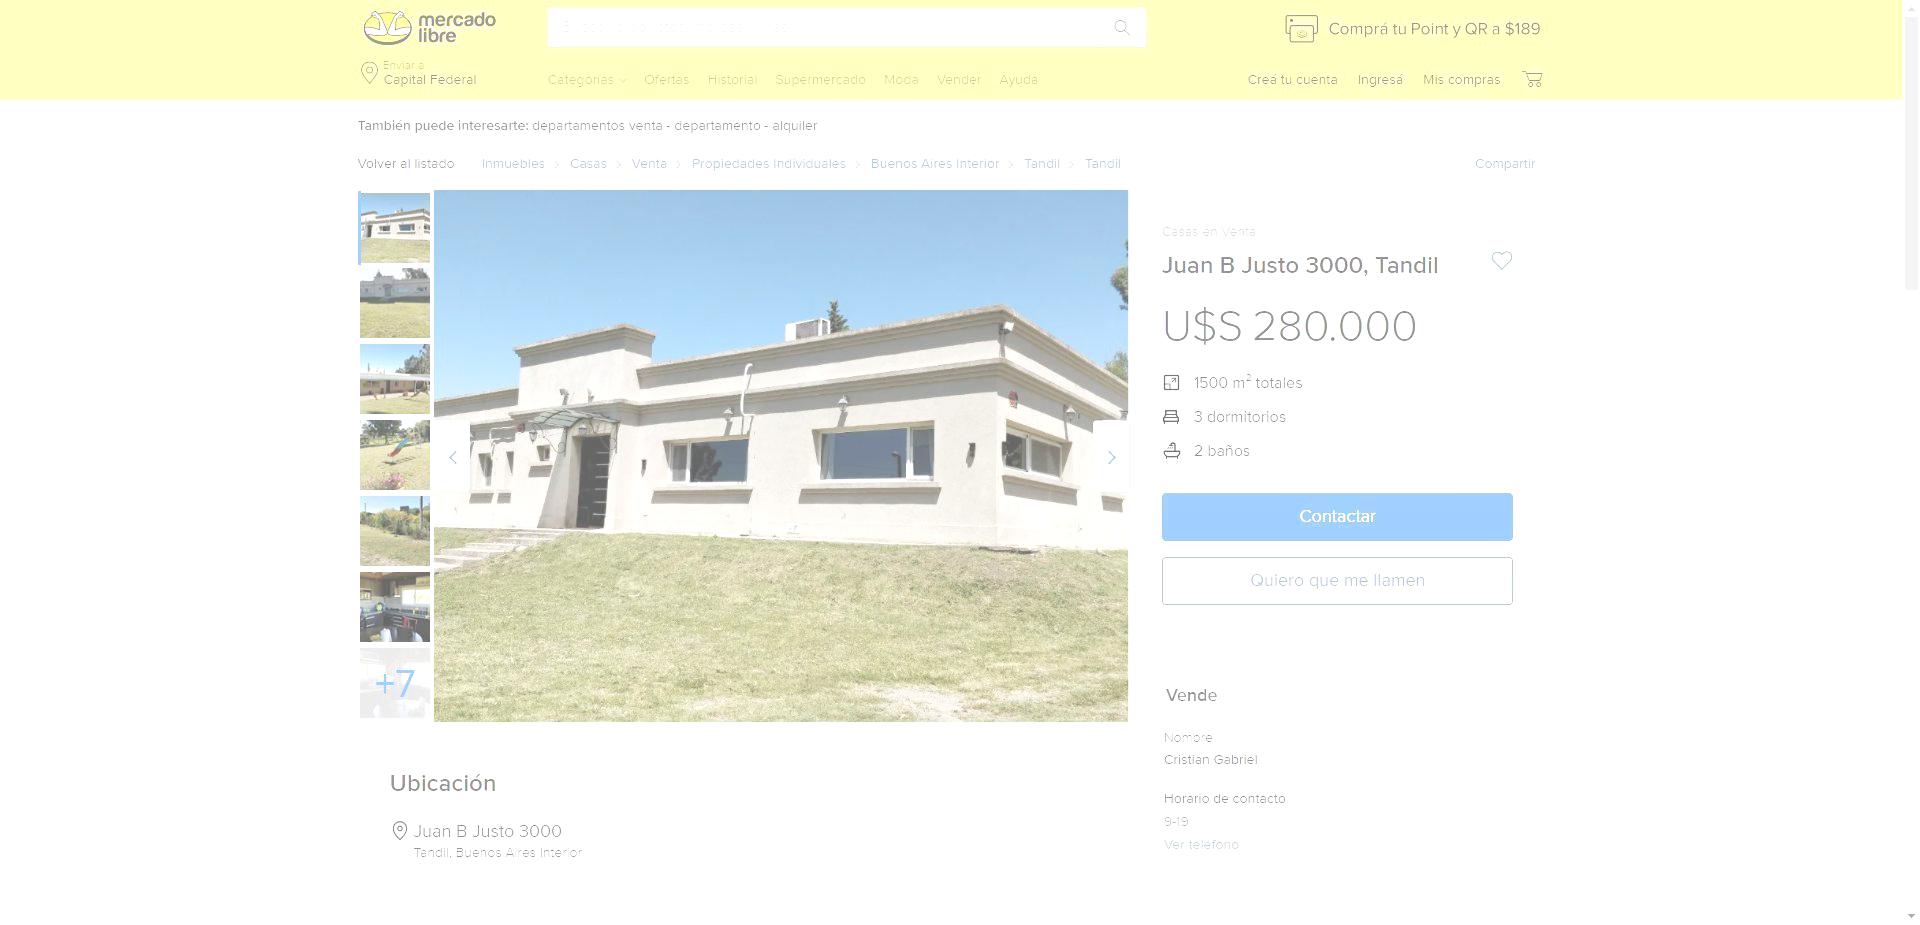 mercado
libre
Comprá tu Point y QR a $189
Enviar a
Capital Federal
Categorías Ofertas Historial Supermercado Moda Vender Ayuda
Creá tu cuenta Ingresá Mis compras
También puede interesarte: departamentos venta - departamento - alquiler
Volver al listado Inmuebles > Casas > Venta > Propiedades Individuales > Buenos Aires Interior > Tandil > Tandil
Compartir
+7
Casas en Venta
Juan B Justo 3000, Tandil
U$S 280.000
1500 m² totales
3 dormitorios
2 baños
Contactar
Quiero que me llamen
Vende
Nombre
Cristian Gabriel
Horario de contacto
9-19
Ver teléfono
Ubicación
Juan B Justo 3000
Tandil, Buenos Aires Interior